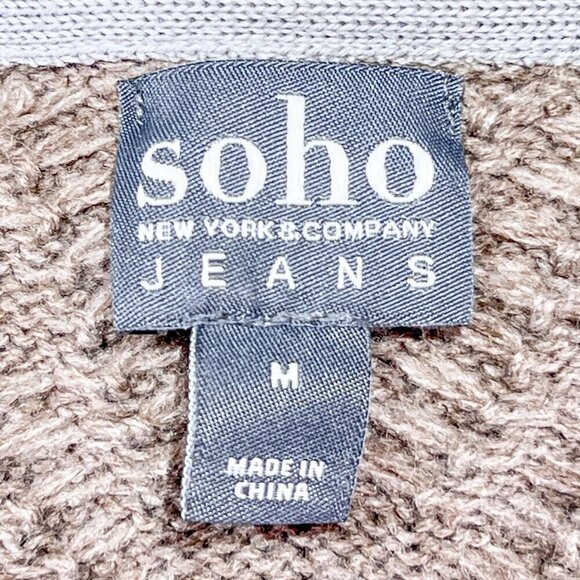 soho
NEW YORK & COMPANY
JEANS
M
MADE IN
CHINA